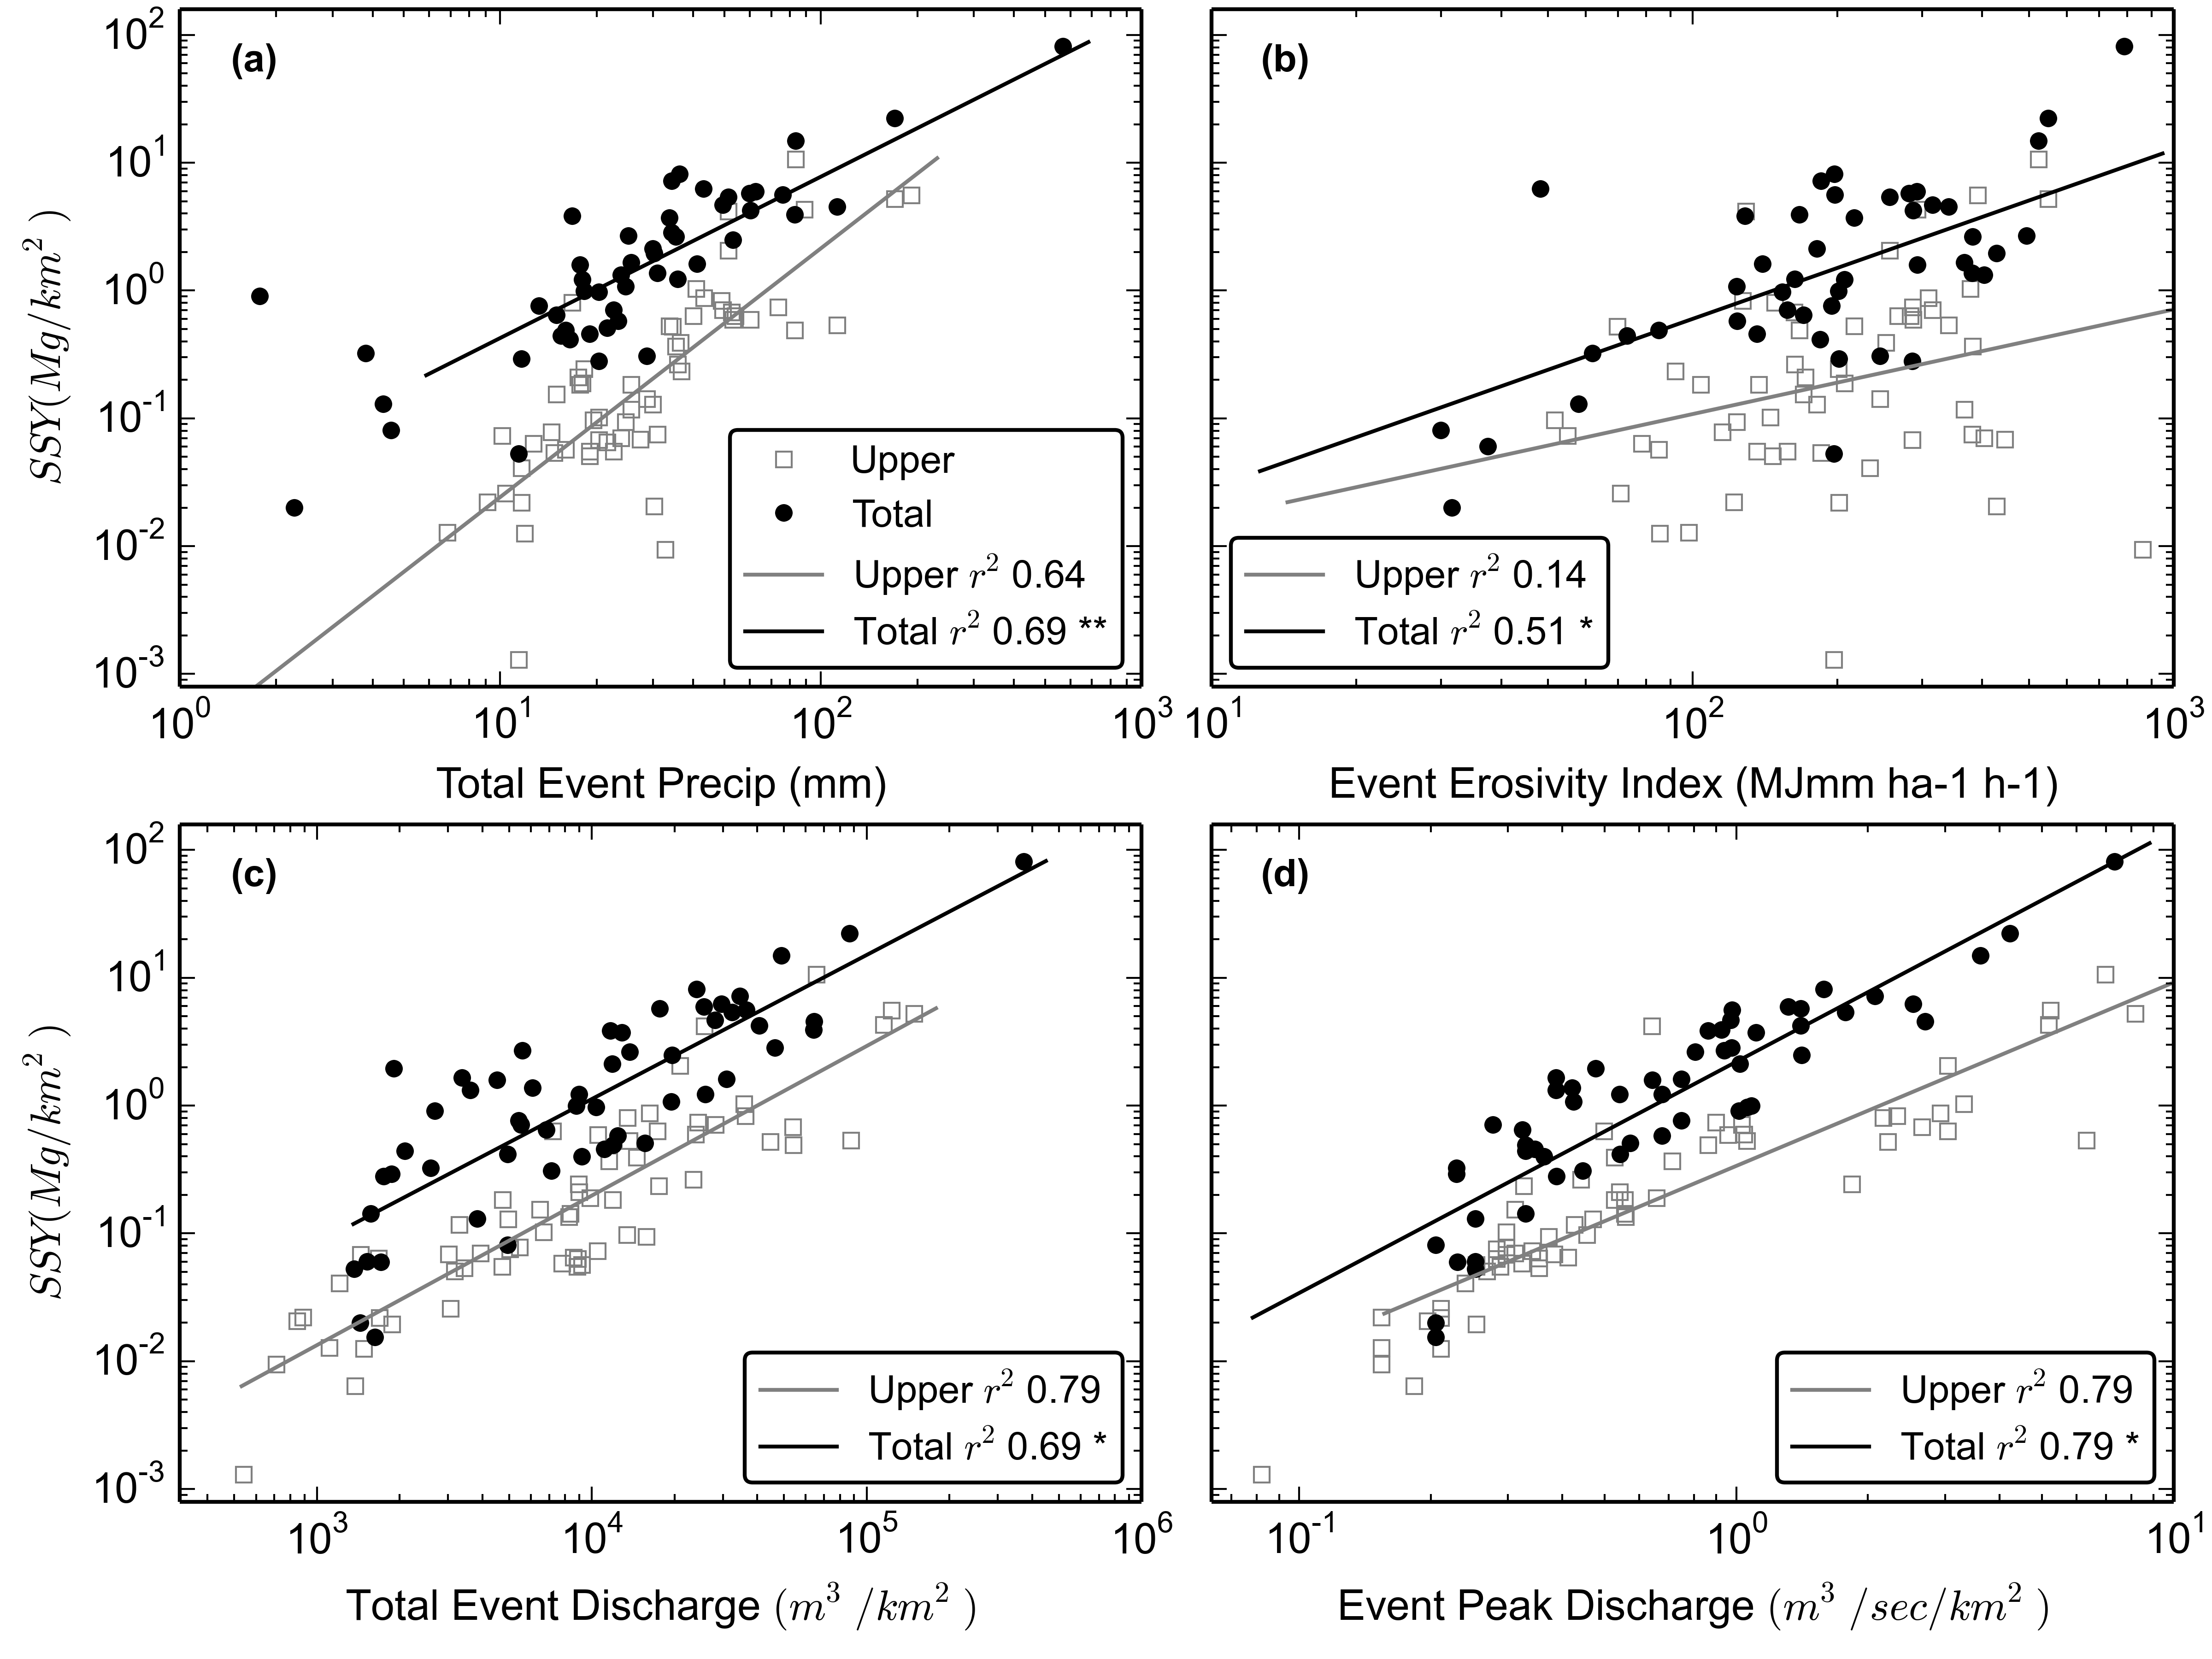 (a)
SSY(Mg/km²)
10² 10¹ 10⁰ 10⁻¹ 10⁻² 10⁻³
Upper
Total
Upper r² 0.64
Total r² 0.69 **
10⁰ 10¹ 10² 10³
Total Event Precip (mm)
(b)
Upper r² 0.14
Total r² 0.51 *
10¹ 10² 10³
Event Erosivity Index (MJmm ha-1 h-1)
(c)
SSY(Mg/km²)
10² 10¹ 10⁰ 10⁻¹ 10⁻² 10⁻³
Upper r² 0.79
Total r² 0.69 *
10³ 10⁴ 10⁵ 10⁶
Total Event Discharge (m³/km²)
(d)
Upper r² 0.79
Total r² 0.79 *
10⁻¹ 10⁰ 10¹
Event Peak Discharge (m³/sec/km²)